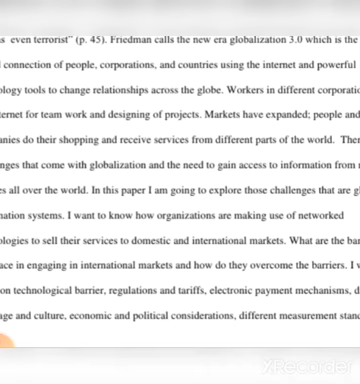 s even terrorist" (p. 45). Friedman calls the new era globalization 3.0 which is the
connection of people, corporations, and countries using the internet and powerful
ology tools to change relationships across the globe. Workers in different corporatio
ternet for team work and designing of projects. Markets have expanded; people and
anies do their shopping and receive services from different parts of the world. Ther
nges that come with globalization and the need to gain access to information from
es all over the world. In this paper I am going to explore those challenges that are gl
mation systems. I want to know how organizations are making use of networked
ologies to sell their services to domestic and international markets. What are the bar
ace in engaging in international markets and how do they overcome the barriers. I w
on technological barrier, regulations and tariffs, electronic payment mechanisms, d
age and culture, economic and political considerations, different measurement stand
XRecorder